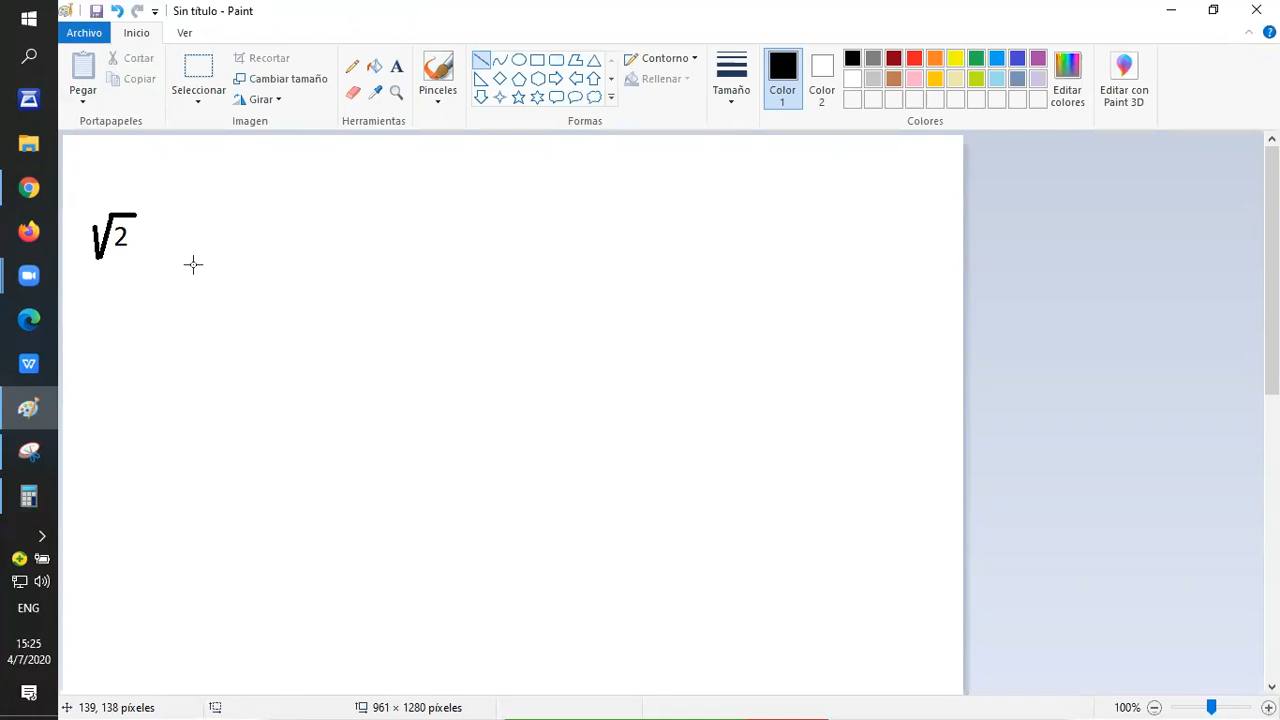 Sin título - Paint
Archivo Inicio Ver
Pegar
Cortar
Copiar
Portapapeles
Seleccionar
Recortar
Cambiar tamaño
Girar
Imagen
A
Herramientas
Pinceles
Contorno
Rellenar
Formas
Tamaño
Color
1
Color
2
Editar
colores
Colores
Editar con
Paint 3D
√2
ENG
15:25
4/7/2020
139, 138 píxeles
961 × 1280 píxeles
100%